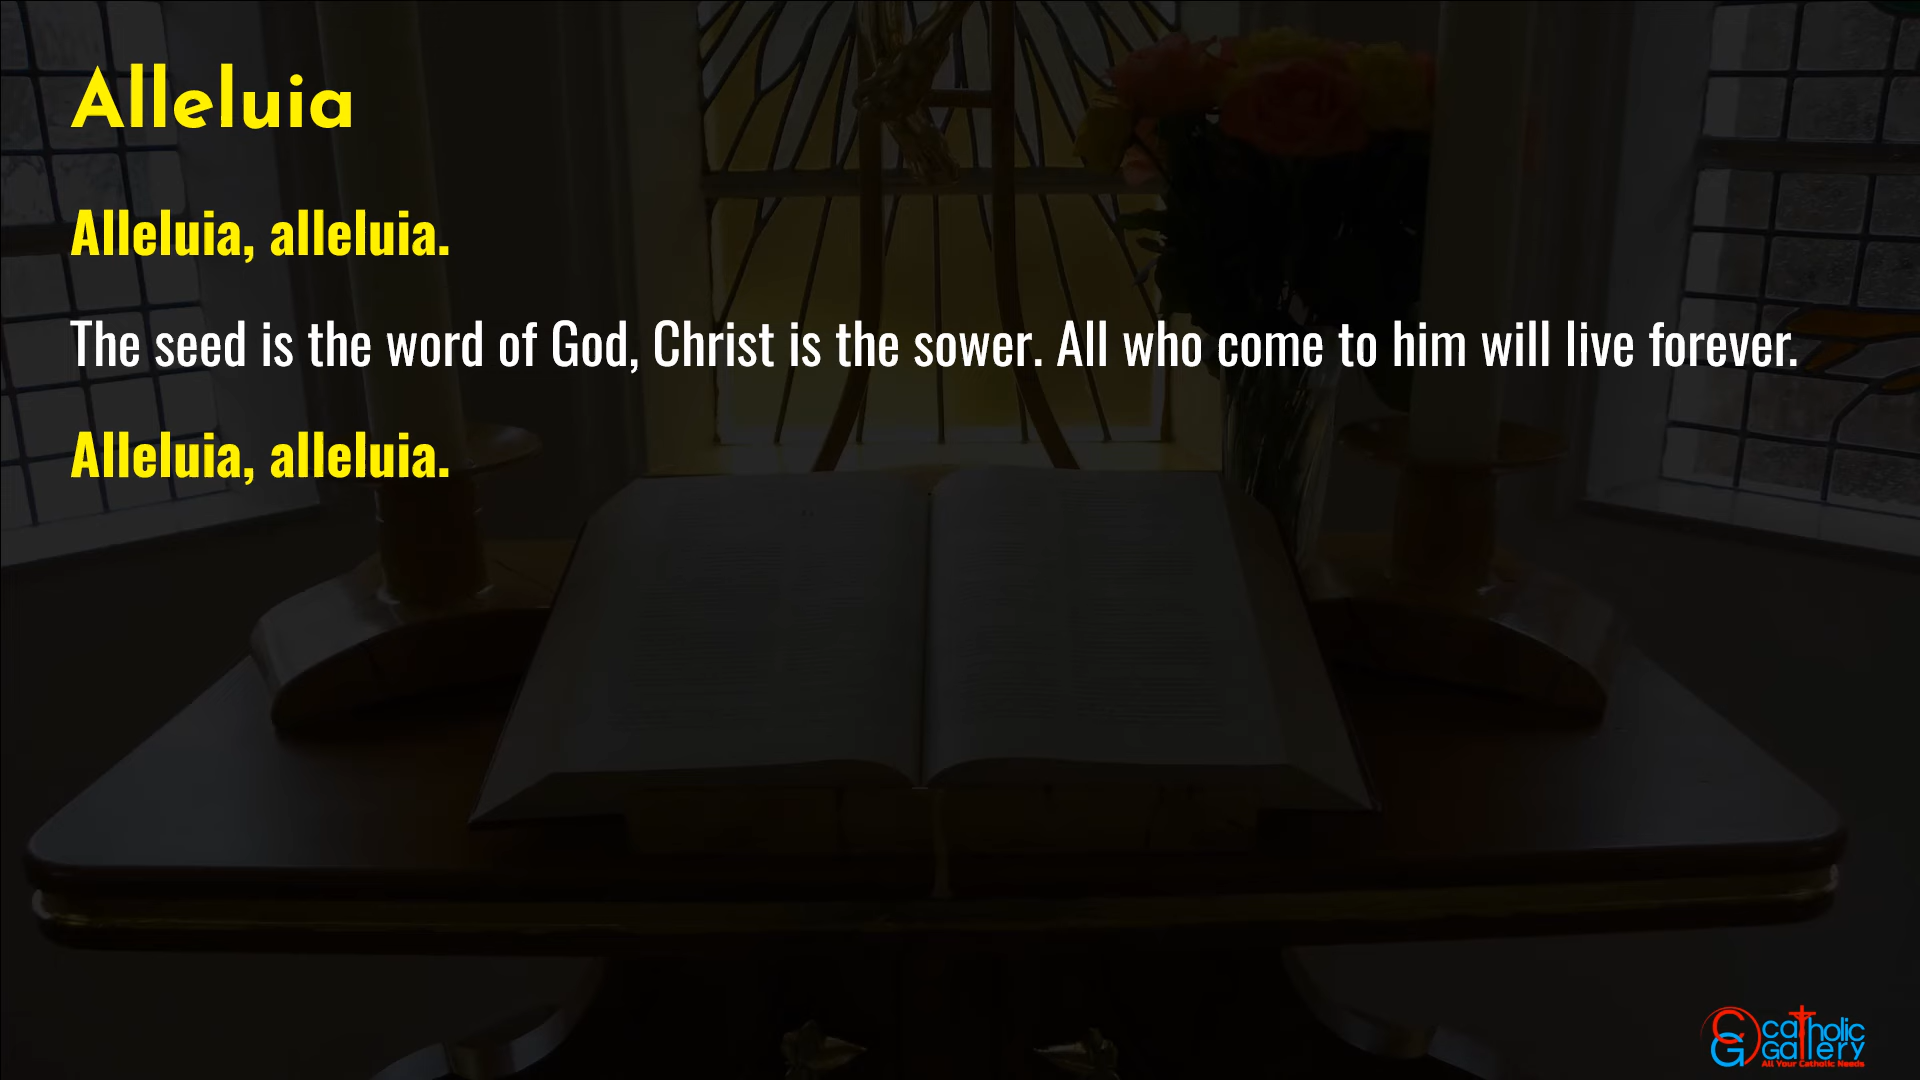 Alleluia
Alleluia, alleluia.
The seed is the word of God, Christ is the sower. All who come to him will live forever.
Alleluia, alleluia.
CG catholic
Gallery
All Your Catholic Needs